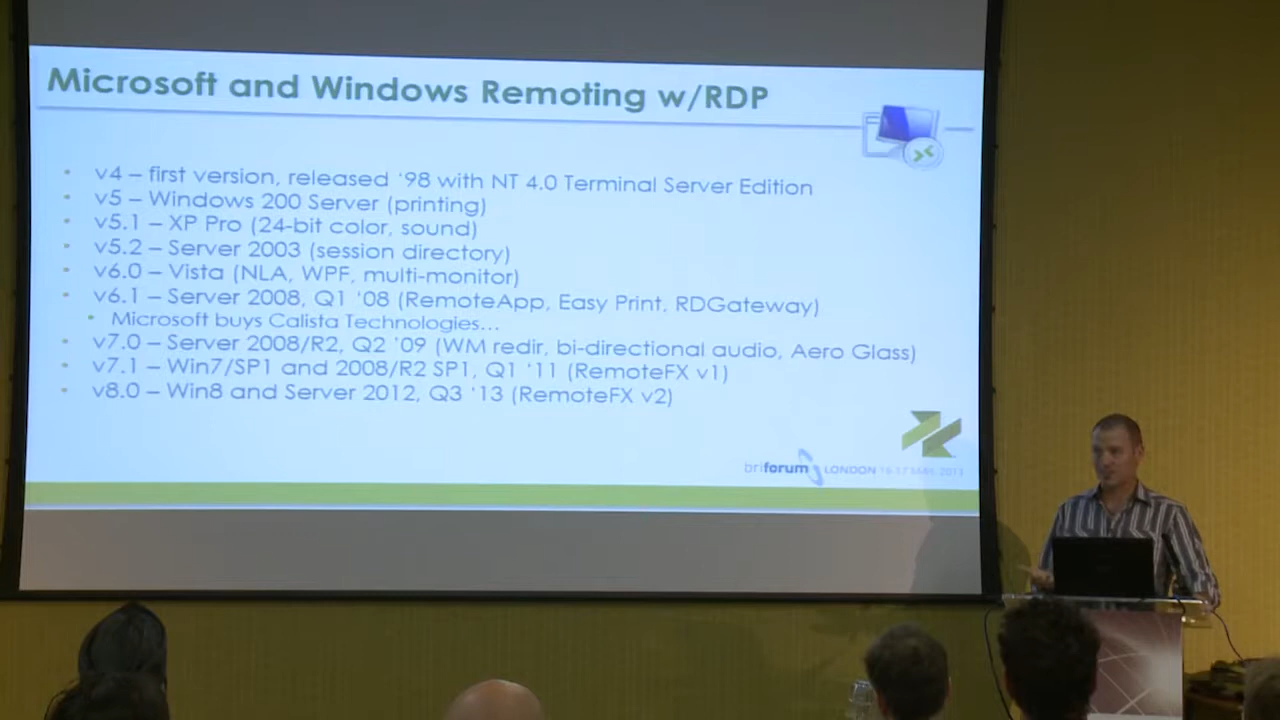 Microsoft and Windows Remoting w/RDP
• v4 – first version, released ‘98 with NT 4.0 Terminal Server Edition
• v5 – Windows 200 Server (printing)
• v5.1 – XP Pro (24-bit color, sound)
• v5.2 – Server 2003 (session directory)
• v6.0 – Vista (NLA, WPF, multi-monitor)
• v6.1 – Server 2008, Q1 ‘08 (RemoteApp, Easy Print, RDGateway)
• Microsoft buys Calista Technologies...
• v7.0 – Server 2008/R2, Q2 ‘09 (WM redir, bi-directional audio, Aero Glass)
• v7.1 – Win7/SP1 and 2008/R2 SP1, Q1 ‘11 (RemoteFX v1)
• v8.0 – Win8 and Server 2012, Q3 ‘13 (RemoteFX v2)
briforum LONDON 16-17 MAY, 2013